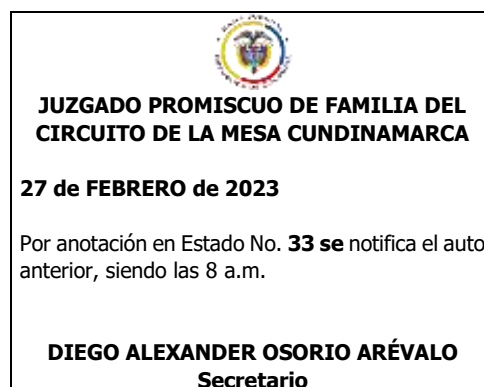 JUZGADO PROMISCUO DE FAMILIA DEL
CIRCUITO DE LA MESA CUNDINAMARCA
27 de FEBRERO de 2023
Por anotación en Estado No. 33 se notifica el auto
anterior, siendo las 8 a.m.
DIEGO ALEXANDER OSORIO ARÉVALO
Secretario